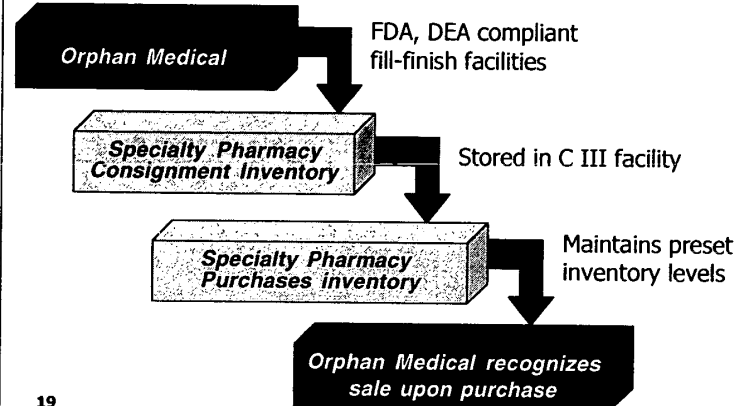 Orphan Medical
FDA, DEA compliant
fill-finish facilities
Specialty Pharmacy
Consignment Inventory
Stored in C III facility
Specialty Pharmacy
Purchases inventory
Maintains preset
inventory levels
Orphan Medical recognizes
sale upon purchase
19